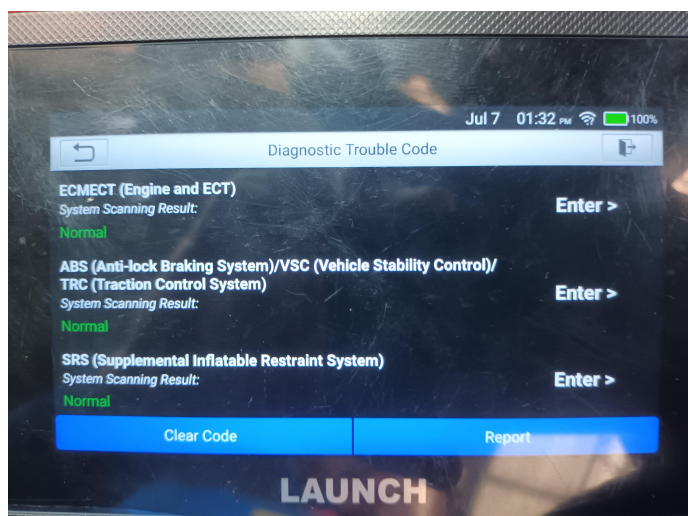 Jul 7 01:32 PM 100%
Diagnostic Trouble Code
ECMECT (Engine and ECT)
System Scanning Result:
Enter >
Normal
ABS (Anti-lock Braking System)/VSC (Vehicle Stability Control)/
TRC (Traction Control System)
System Scanning Result:
Enter >
Normal
SRS (Supplemental Inflatable Restraint System)
System Scanning Result:
Enter >
Normal
Clear Code
Report
LAUNCH